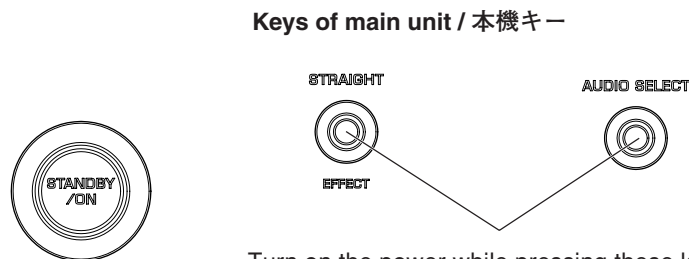 Keys of main unit / 本機キー
STRAIGHT
AUDIO SELECT
STANDBY
/ON
EFFECT
Turn on the power while pressing these